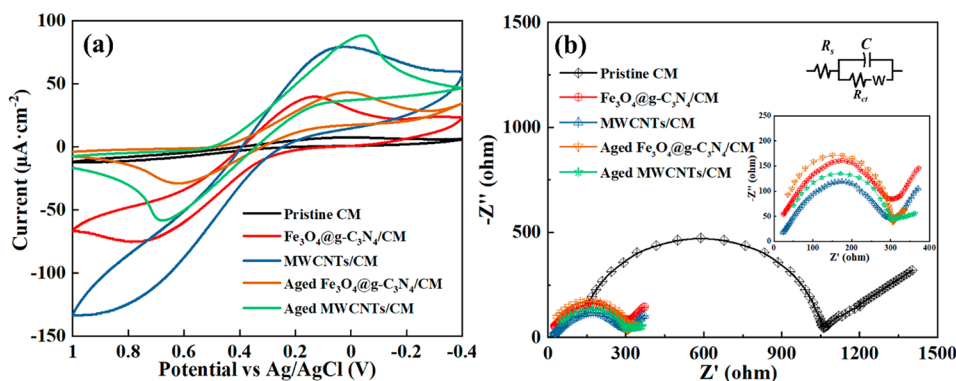 (a)
100
50
0
-50
-100
-150
Current (μA·cm⁻²)
Pristine CM
Fe₃O₄@g-C₃N₄/CM
MWCNTs/CM
Aged Fe₃O₄@g-C₃N₄/CM
Aged MWCNTs/CM
1 0.8 0.6 0.4 0.2 0 -0.2 -0.4
Potential vs Ag/AgCl (V)
(b)
1500
1000
500
0
-Z'' (ohm)
Pristine CM
Fe₃O₄@g-C₃N₄/CM
MWCNTs/CM
Aged Fe₃O₄@g-C₃N₄/CM
Aged MWCNTs/CM
Rs C
Rct W
250
200
150
100
50
0
-Z'' (ohm)
0 100 200 300 400
Z' (ohm)
0 300 600 900 1200 1500
Z' (ohm)